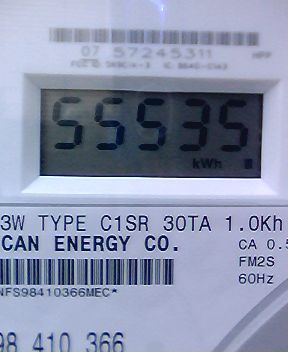 07 57245311
55535
kWh
3W TYPE C1SR 30TA 1.0Kh
CAN ENERGY CO.
CA 0.5
FM2S
60Hz
NFS98410366MEC*
98 410 366